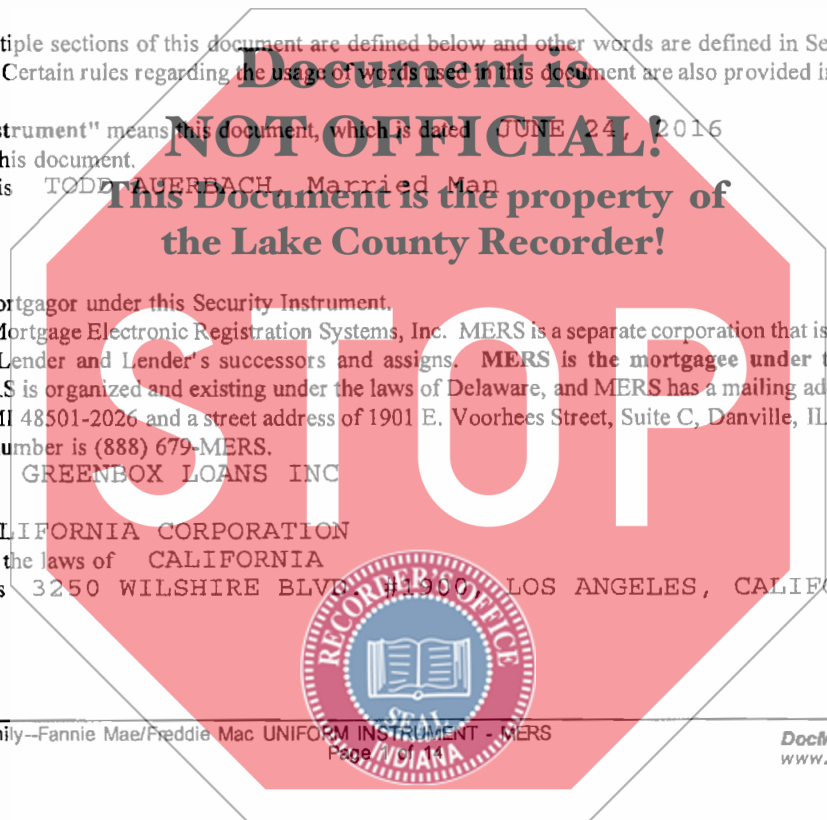 tiple sections of this document are defined below and other words are defined in Se
Certain rules regarding the usage of words used in this document are also provided i
Document is
strument" means this document, which is dated JUNE 24, 2016
NOT OFFICIAL!
his document.
is TODD AUERBACH, Married Man
This Document is the property of
the Lake County Recorder!
ortgagor under this Security Instrument.
Mortgage Electronic Registration Systems, Inc. MERS is a separate corporation that is
Lender and Lender's successors and assigns. MERS is the mortgagee under t
S is organized and existing under the laws of Delaware, and MERS has a mailing ad
MI 48501-2026 and a street address of 1901 E. Voorhees Street, Suite C, Danville, IL
umber is (888) 679-MERS.
STOP
GREENBOX LOANS INC
LIFORNIA CORPORATION
the laws of CALIFORNIA
s 3250 WILSHIRE BLVD. #1900, LOS ANGELES, CALIF
RECORDER'S OFFICE
SEAL
INDIANA
ily--Fannie Mae/Freddie Mac UNIFORM INSTRUMENT - MERS
Page 1 of 14
DocM
www.